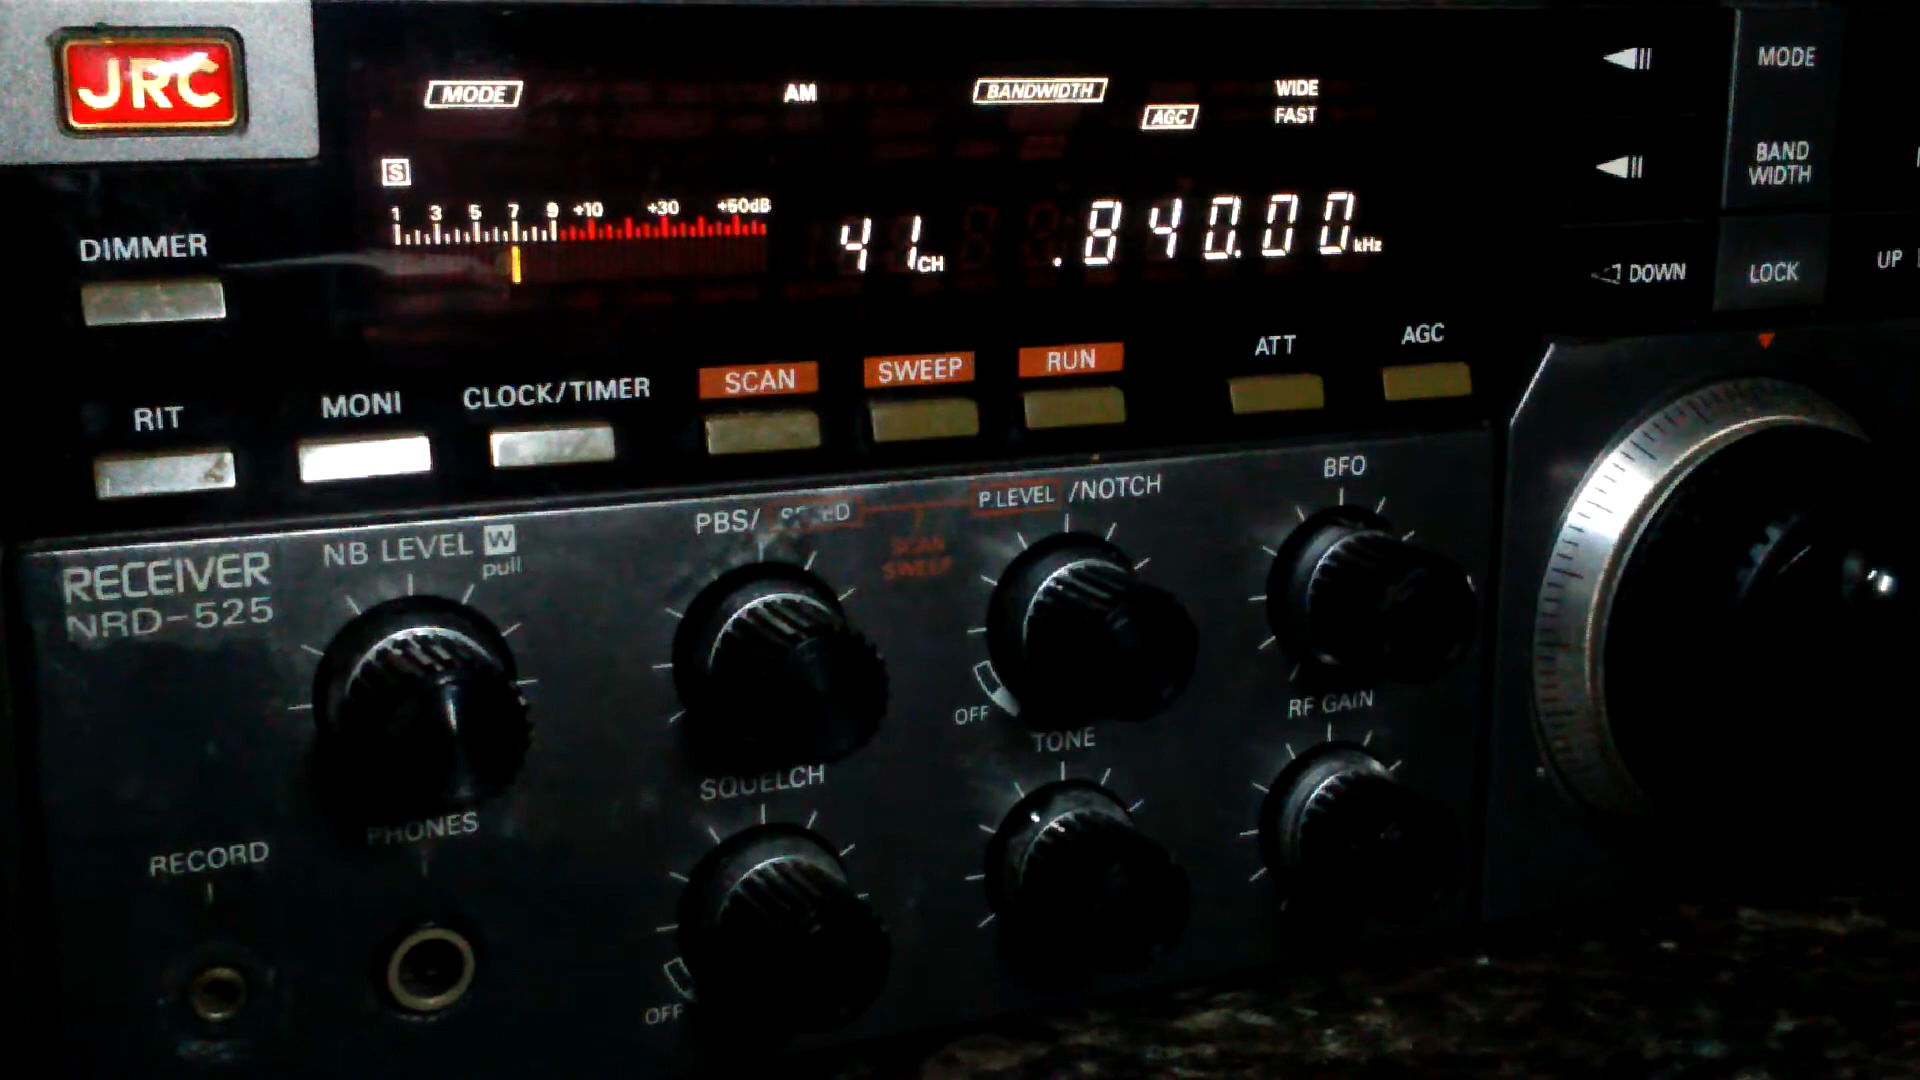 JRC
MODE AM BANDWIDTH WIDE
AGC FAST
S
1 3 5 7 9 +10 +30 +50dB
41CH .840.00kHz
MODE
BAND
WIDTH
DOWN LOCK UP
DIMMER
RIT MONI CLOCK/TIMER SCAN SWEEP RUN ATT AGC
RECEIVER
NRD-525
NB LEVEL W
pull
PBS/
P.LEVEL /NOTCH
SCAN
SWEEP
BFO
OFF
RECORD PHONES SQUELCH TONE RF GAIN
OFF